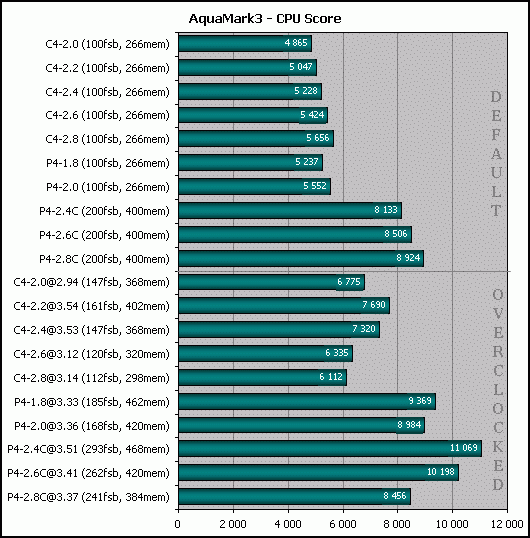 AquaMark3 - CPU Score
C4-2.0 (100fsb, 266mem) 4 865
C4-2.2 (100fsb, 266mem) 5 047
C4-2.4 (100fsb, 266mem) 5 228
C4-2.6 (100fsb, 266mem) 5 424
C4-2.8 (100fsb, 266mem) 5 656
P4-1.8 (100fsb, 266mem) 5 237
P4-2.0 (100fsb, 266mem) 5 552
P4-2.4C (200fsb, 400mem) 8 133
P4-2.6C (200fsb, 400mem) 8 506
P4-2.8C (200fsb, 400mem) 8 924
DEFAULT
C4-2.0@2.94 (147fsb, 368mem) 6 775
C4-2.2@3.54 (161fsb, 402mem) 7 690
C4-2.4@3.53 (147fsb, 368mem) 7 320
C4-2.6@3.12 (120fsb, 320mem) 6 335
C4-2.8@3.14 (112fsb, 298mem) 6 112
P4-1.8@3.33 (185fsb, 462mem) 9 369
P4-2.0@3.36 (168fsb, 420mem) 8 984
P4-2.4C@3.51 (293fsb, 468mem) 11 069
P4-2.6C@3.41 (262fsb, 420mem) 10 198
P4-2.8C@3.37 (241fsb, 384mem) 8 456
OVERCLOCKED
0 2 000 4 000 6 000 8 000 10 000 12 000